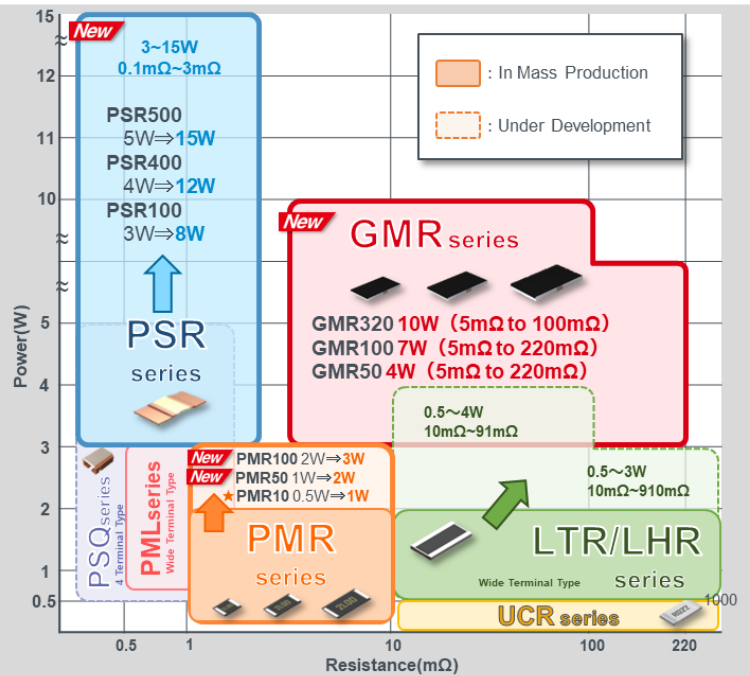 15
12
11
10
5
4
3
2
1
0.5
Power(W)
New
3~15W
0.1mΩ~3mΩ
PSR500
5W⇒15W
PSR400
4W⇒12W
PSR100
3W⇒8W
PSR
series
: In Mass Production
: Under Development
New
GMR series
GMR320 10W（5mΩ to 100mΩ）
GMR100 7W（5mΩ to 220mΩ）
GMR50 4W（5mΩ to 220mΩ）
0.5～4W
10mΩ~91mΩ
0.5～3W
10mΩ~910mΩ
New PMR100 2W⇒3W
New PMR50 1W⇒2W
★PMR10 0.5W⇒1W
PSQ series
4 Terminal Type
PML series
Wide Terminal Type
PMR
series
LTR/LHR
Wide Terminal Type series
UCR series
1000
0.5 1 10 100 220
Resistance(mΩ)